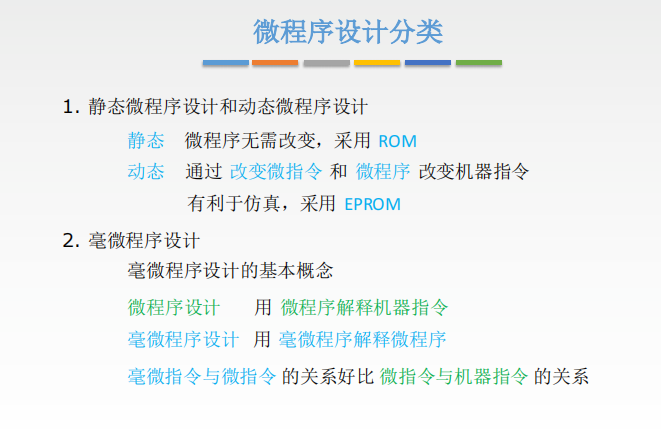 微程序设计分类
1. 静态微程序设计和动态微程序设计
静态 微程序无需改变，采用 ROM
动态 通过 改变微指令 和 微程序 改变机器指令
有利于仿真，采用 EPROM
2. 毫微程序设计
毫微程序设计的基本概念
微程序设计 用 微程序解释机器指令
毫微程序设计 用 毫微程序解释微程序
毫微指令与微指令 的关系好比 微指令与机器指令 的关系